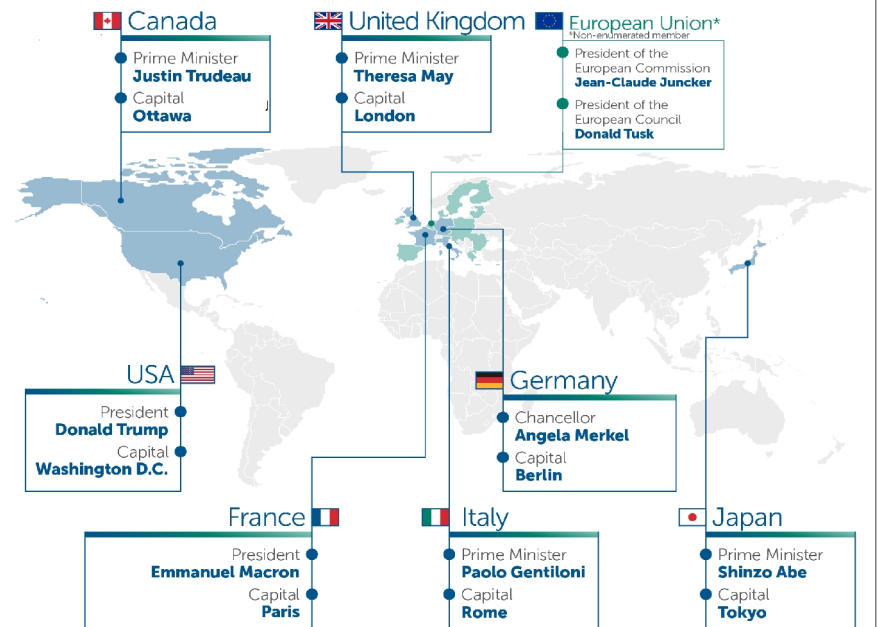 Canada
Prime Minister
Justin Trudeau
Capital
Ottawa
United Kingdom
Prime Minister
Theresa May
Capital
London
European Union*
*Non-enumerated member
President of the
European Commission
Jean-Claude Juncker
President of the
European Council
Donald Tusk
USA
President
Donald Trump
Capital
Washington D.C.
Germany
Chancellor
Angela Merkel
Capital
Berlin
France
President
Emmanuel Macron
Capital
Paris
Italy
Prime Minister
Paolo Gentiloni
Capital
Rome
Japan
Prime Minister
Shinzo Abe
Capital
Tokyo